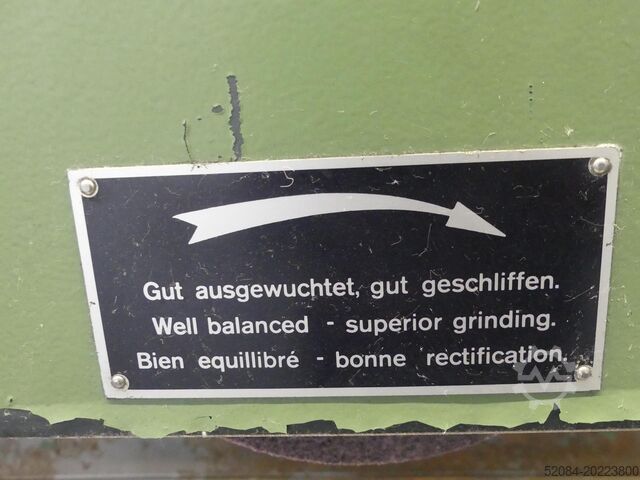 Gut ausgewuchtet, gut geschliffen.
Well balanced - superior grinding.
Bien equillibré - bonne rectification.
52084-20223800